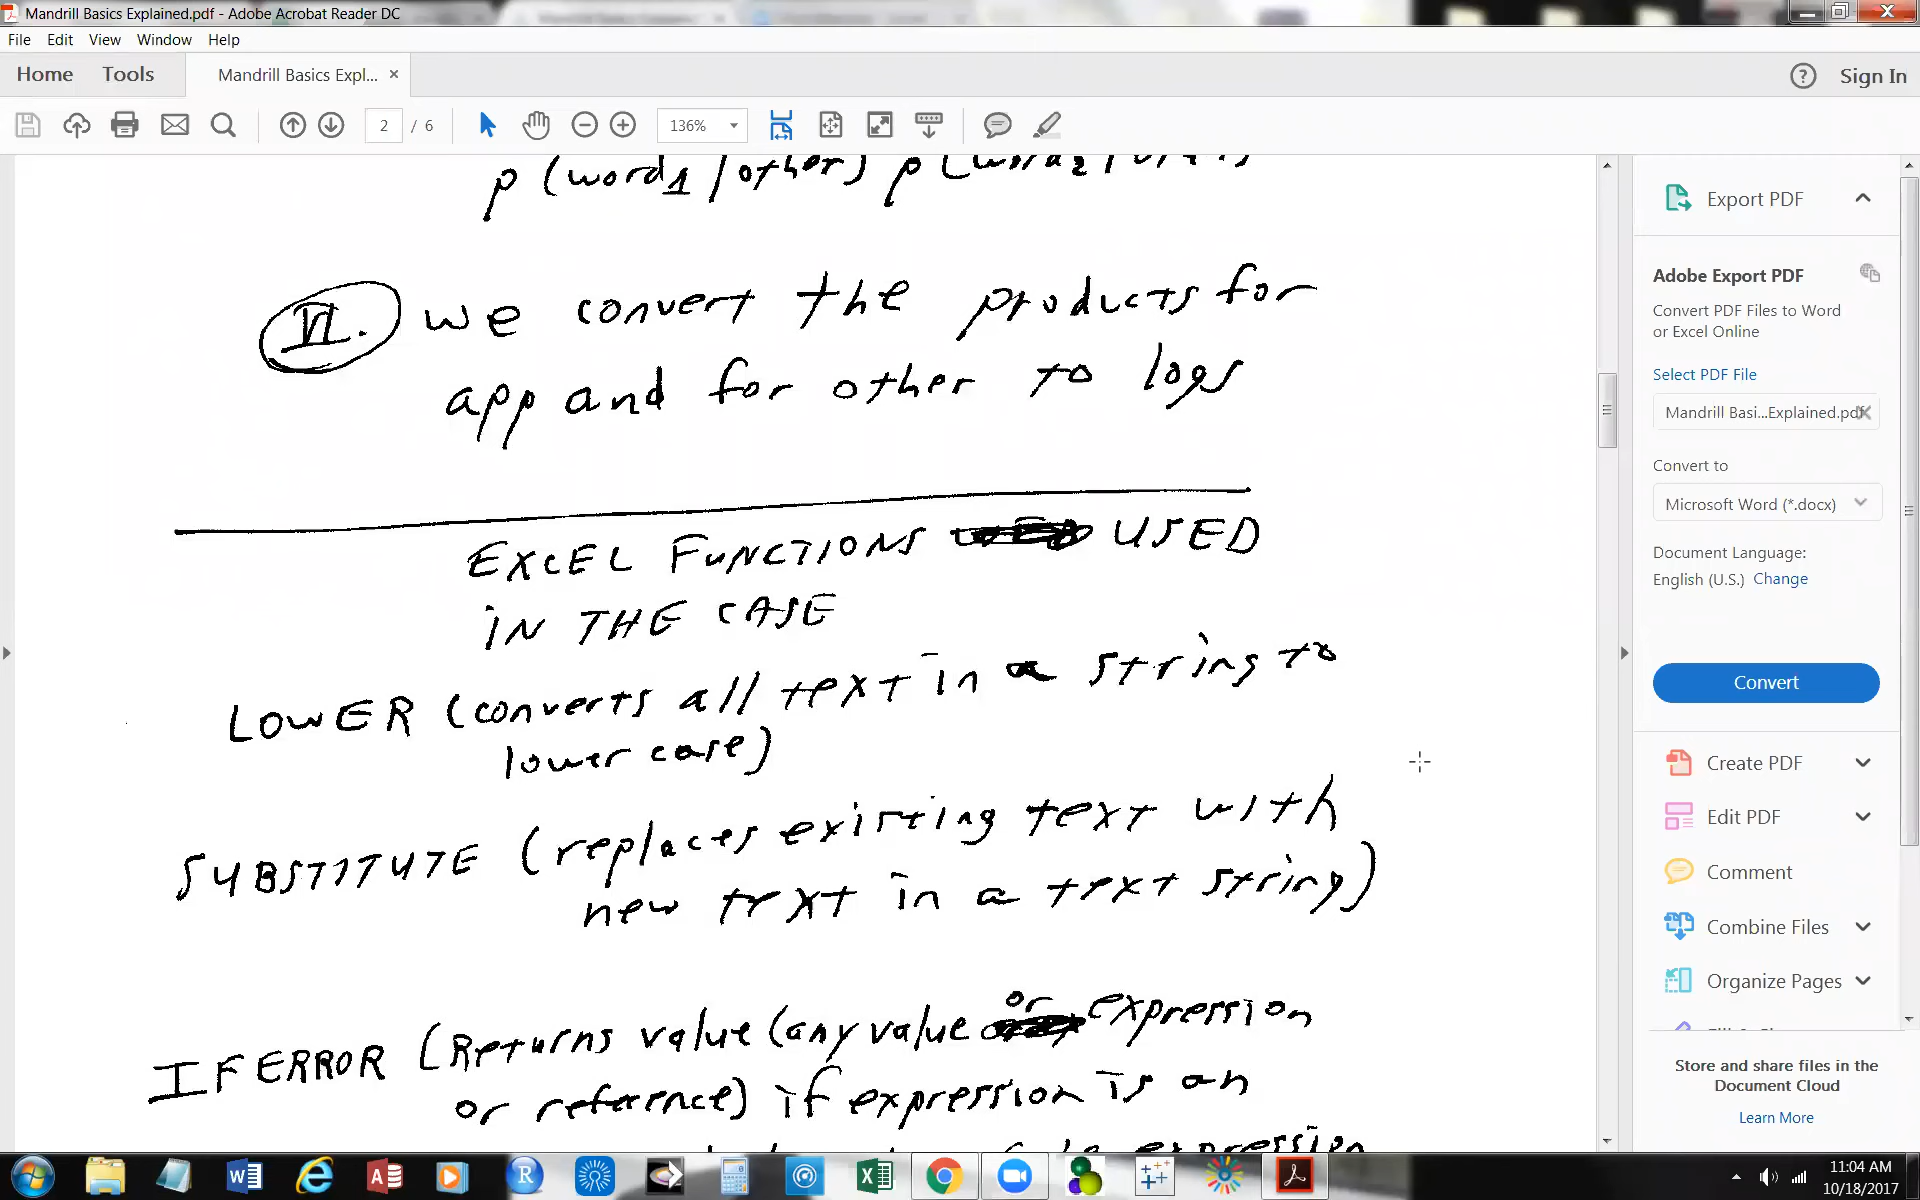 Mandrill Basics Explained.pdf - Adobe Acrobat Reader DC
File Edit View Window Help
Home Tools Mandrill Basics Expl... × Sign In
2 / 6 136%
p (word1 / other) p (word2 /
VI. we convert the products for
app and for other to logs
EXCEL FUNCTIONS USED
IN THE CASE
LOWER (converts all text in a string to
lower case)
SUBSTITUTE (replaces existing text with
new text in a text string)
IFERROR (Returns value (any value or expression
or reference) if expression is an
expression
Export PDF
Adobe Export PDF
Convert PDF Files to Word
or Excel Online
Select PDF File
Mandrill Basi...Explained.pdf
Convert to
Microsoft Word (*.docx)
Document Language:
English (U.S.) Change
Convert
Create PDF
Edit PDF
Comment
Combine Files
Organize Pages
Store and share files in the
Document Cloud
Learn More
11:04 AM
10/18/2017